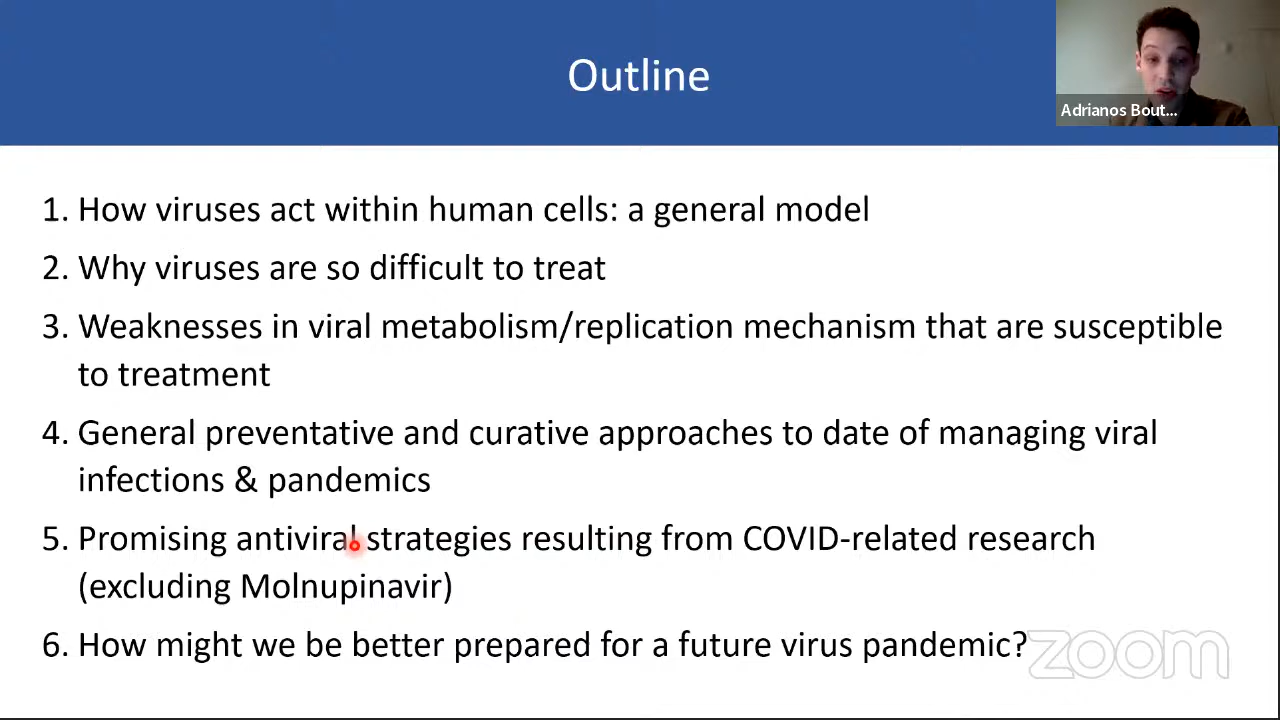 Outline
Adrianos Bout...
1. How viruses act within human cells: a general model
2. Why viruses are so difficult to treat
3. Weaknesses in viral metabolism/replication mechanism that are susceptible
to treatment
4. General preventative and curative approaches to date of managing viral
infections & pandemics
5. Promising antiviral strategies resulting from COVID-related research
(excluding Molnupinavir)
6. How might we be better prepared for a future virus pandemic?
zoom